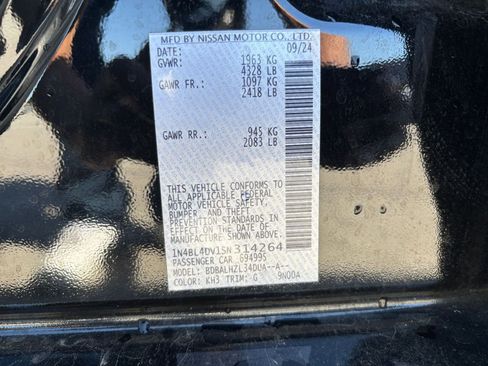 MFD BY NISSAN MOTOR CO., LTD.
DATE: 09/24
GVWR: 1963 KG
4328 LB
GAWR FR.: 1097 KG
2418 LB
GAWR RR.: 945 KG
2083 LB
THIS VEHICLE CONFORMS TO
ALL APPLICABLE FEDERAL
MOTOR VEHICLE SAFETY,
BUMPER, AND THEFT
PREVENTION STANDARDS IN
EFFECT ON THE DATE OF
MANUFACTURE
1N4BL4DV1SN314264
PASSENGER CAR 694995
MODEL: BDBALHZL34DUA--A--
COLOR: KH3 TRIM: G 9N00A